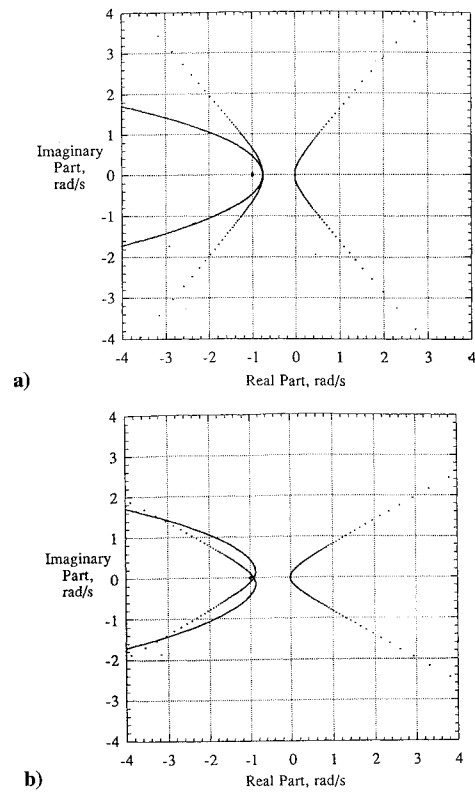 4
3
2
1
0
-1
-2
-3
-4
Imaginary
Part,
rad/s
-4 -3 -2 -1 0 1 2 3 4
Real Part, rad/s
a)
4
3
2
1
0
-1
-2
-3
-4
Imaginary
Part,
rad/s
-4 -3 -2 -1 0 1 2 3 4
Real Part, rad/s
b)